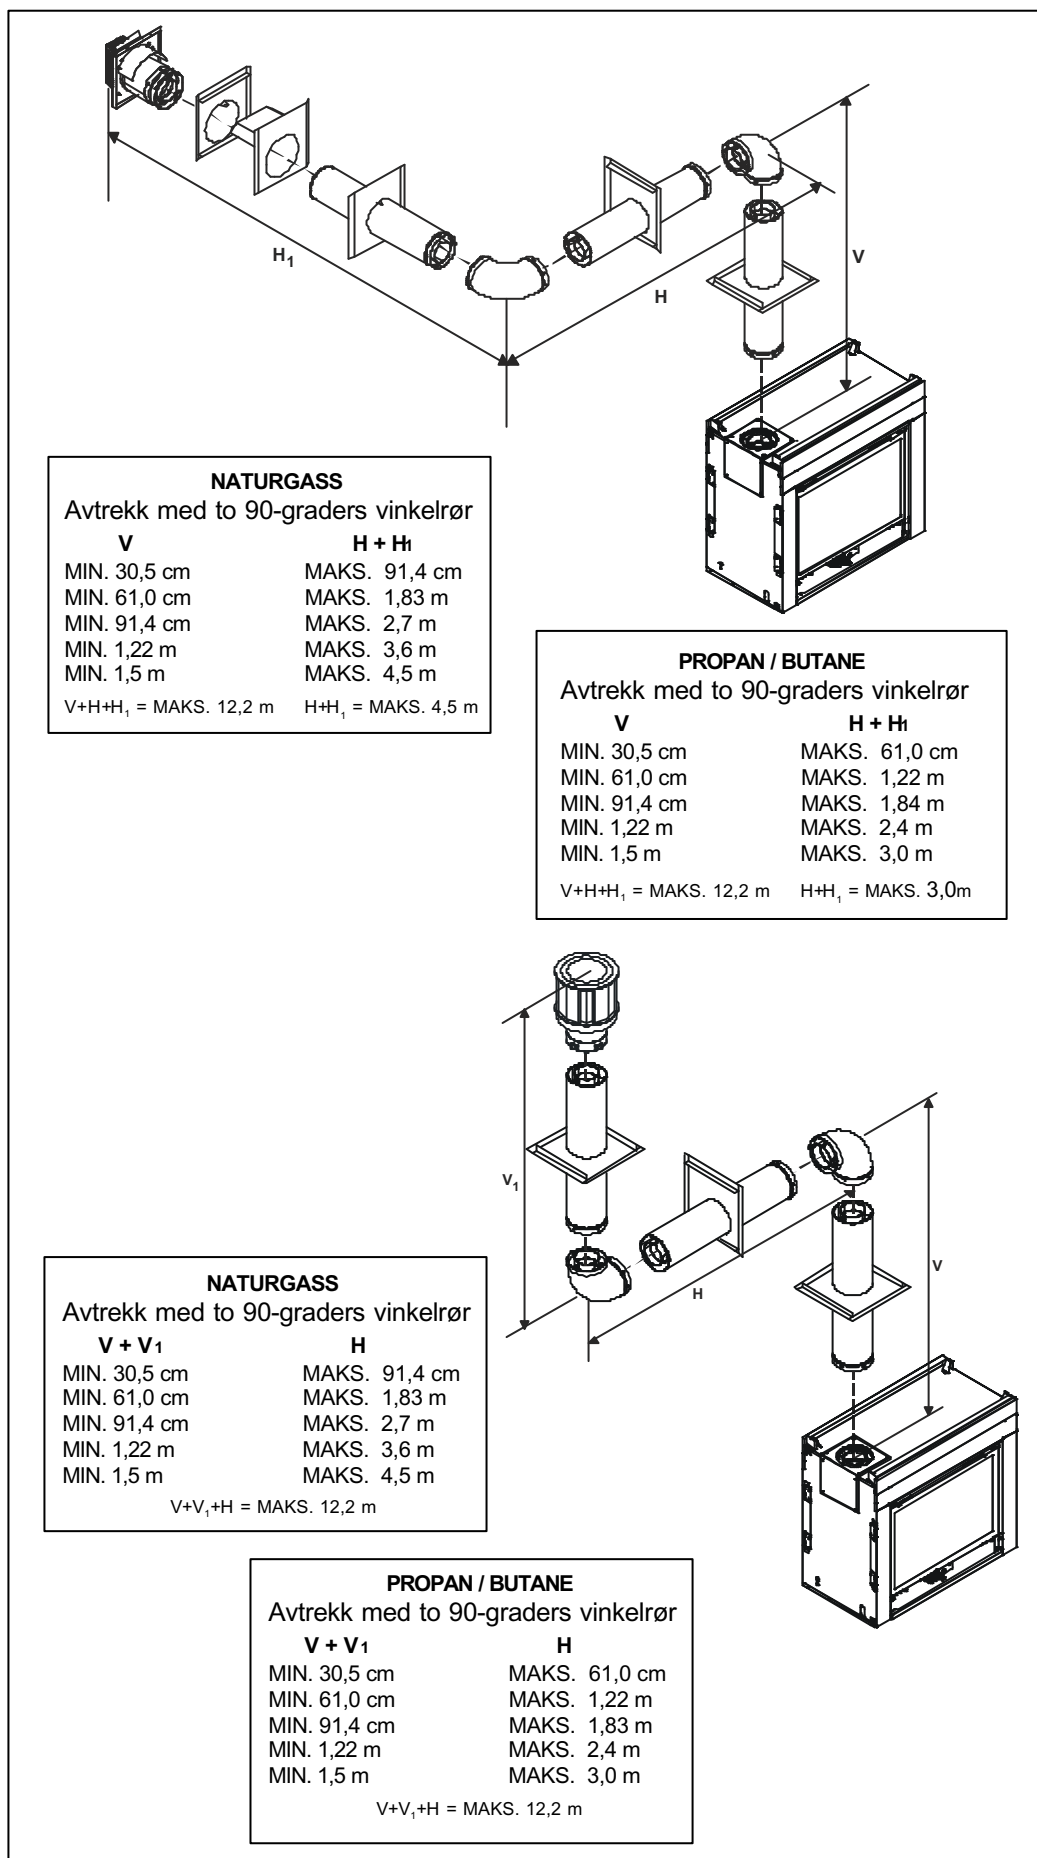 H₁
H
V
NATURGASS
Avtrekk med to 90-graders vinkelrør
V H + H1
MIN. 30,5 cm MAKS. 91,4 cm
MIN. 61,0 cm MAKS. 1,83 m
MIN. 91,4 cm MAKS. 2,7 m
MIN. 1,22 m MAKS. 3,6 m
MIN. 1,5 m MAKS. 4,5 m
V+H+H₁ = MAKS. 12,2 m H+H₁ = MAKS. 4,5 m
PROPAN / BUTANE
Avtrekk med to 90-graders vinkelrør
V H + H1
MIN. 30,5 cm MAKS. 61,0 cm
MIN. 61,0 cm MAKS. 1,22 m
MIN. 91,4 cm MAKS. 1,84 m
MIN. 1,22 m MAKS. 2,4 m
MIN. 1,5 m MAKS. 3,0 m
V+H+H₁ = MAKS. 12,2 m H+H₁ = MAKS. 3,0m
V₁
H
V
NATURGASS
Avtrekk med to 90-graders vinkelrør
V + V1 H
MIN. 30,5 cm MAKS. 91,4 cm
MIN. 61,0 cm MAKS. 1,83 m
MIN. 91,4 cm MAKS. 2,7 m
MIN. 1,22 m MAKS. 3,6 m
MIN. 1,5 m MAKS. 4,5 m
V+V₁+H = MAKS. 12,2 m
PROPAN / BUTANE
Avtrekk med to 90-graders vinkelrør
V + V1 H
MIN. 30,5 cm MAKS. 61,0 cm
MIN. 61,0 cm MAKS. 1,22 m
MIN. 91,4 cm MAKS. 1,83 m
MIN. 1,22 m MAKS. 2,4 m
MIN. 1,5 m MAKS. 3,0 m
V+V₁+H = MAKS. 12,2 m